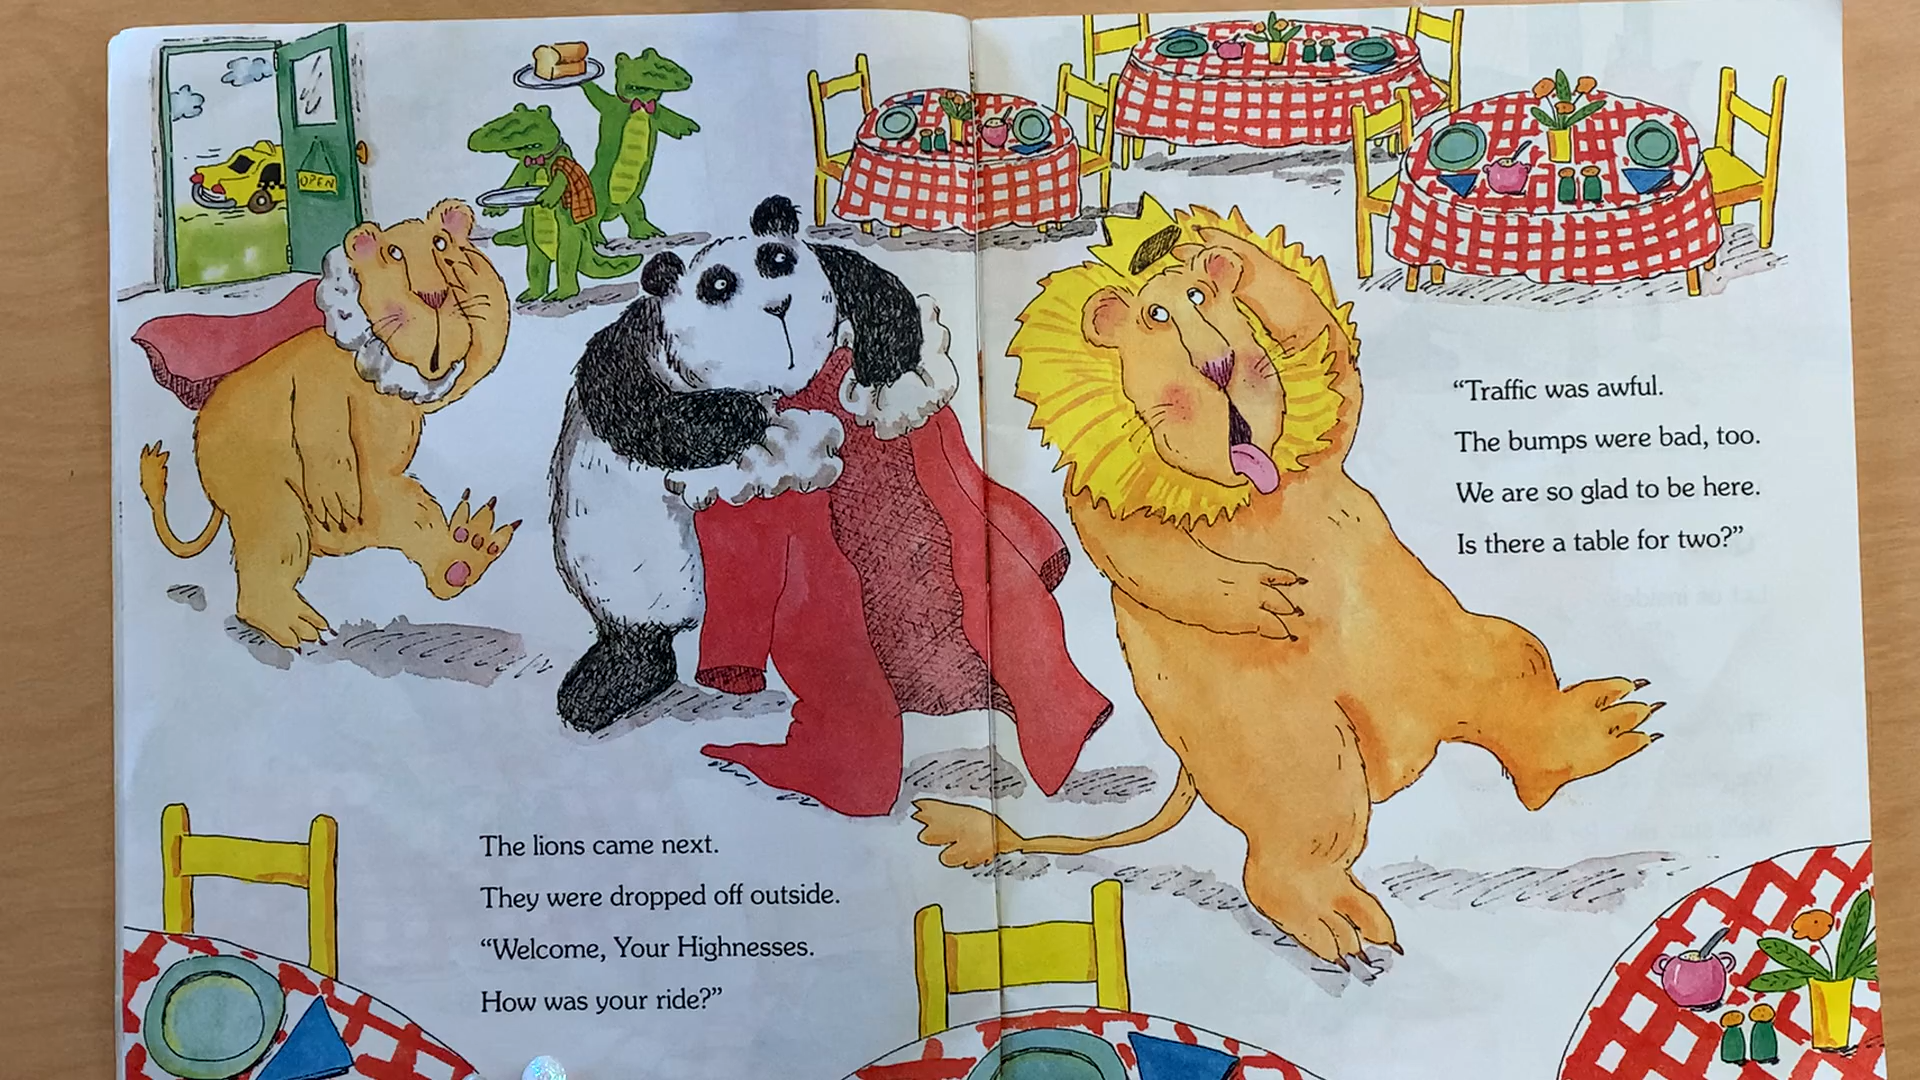 OPEN
The lions came next.
They were dropped off outside.
“Welcome, Your Highnesses.
How was your ride?”
“Traffic was awful.
The bumps were bad, too.
We are so glad to be here.
Is there a table for two?”